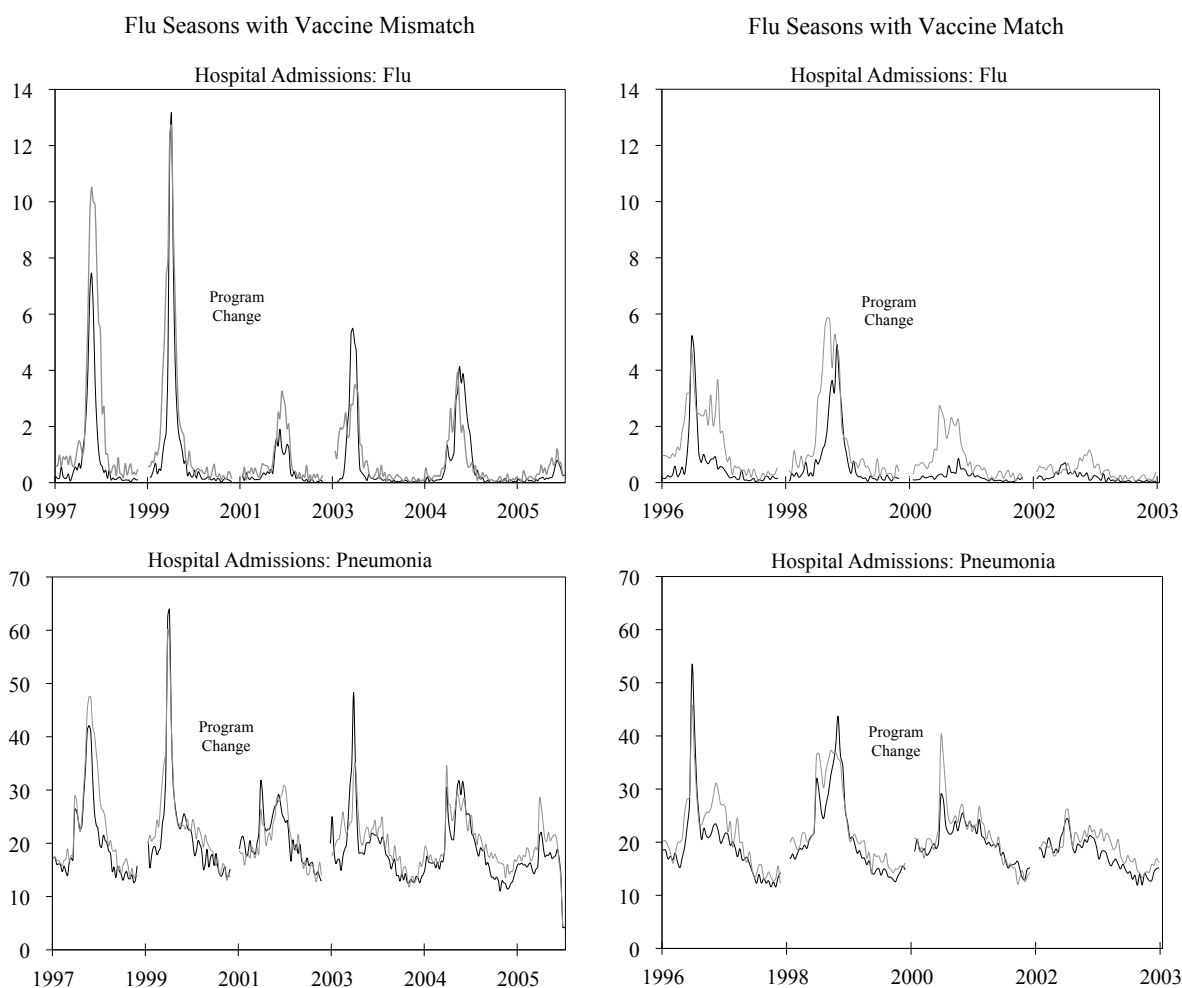 Flu Seasons with Vaccine Mismatch
Flu Seasons with Vaccine Match
Hospital Admissions: Flu
14
12
10
8
6
4
2
0
Program
Change
1997 1999 2001 2003 2004 2005
Hospital Admissions: Flu
14
12
10
8
6
4
2
0
Program
Change
1996 1998 2000 2002 2003
Hospital Admissions: Pneumonia
70
60
50
40
30
20
10
0
Program
Change
1997 1999 2001 2003 2004 2005
Hospital Admissions: Pneumonia
70
60
50
40
30
20
10
0
Program
Change
1996 1998 2000 2002 2003